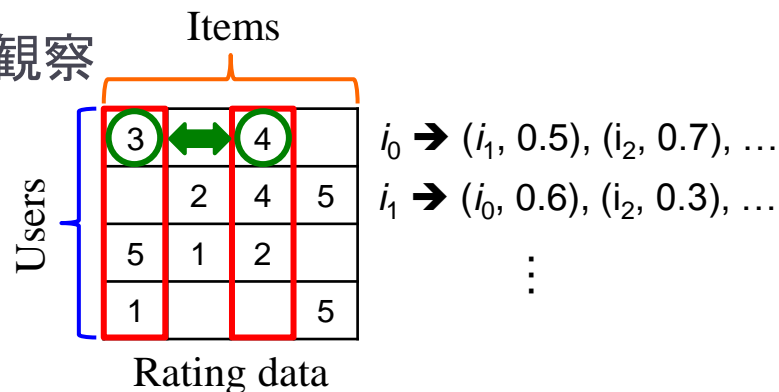 Items
観察
3 4 i₀ ➔ (i₁, 0.5), (i₂, 0.7), …
2 4 5 i₁ ➔ (i₀, 0.6), (i₂, 0.3), …
Users
5 1 2
⋮
1 5
Rating data